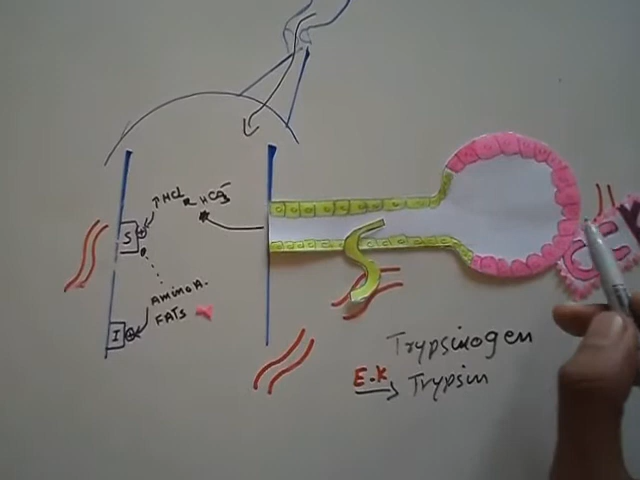 ↑HCl
HCO3-
S
AMINO A.
FATS
I
S
C
K
Trypsinogen
E.K
Trypsin